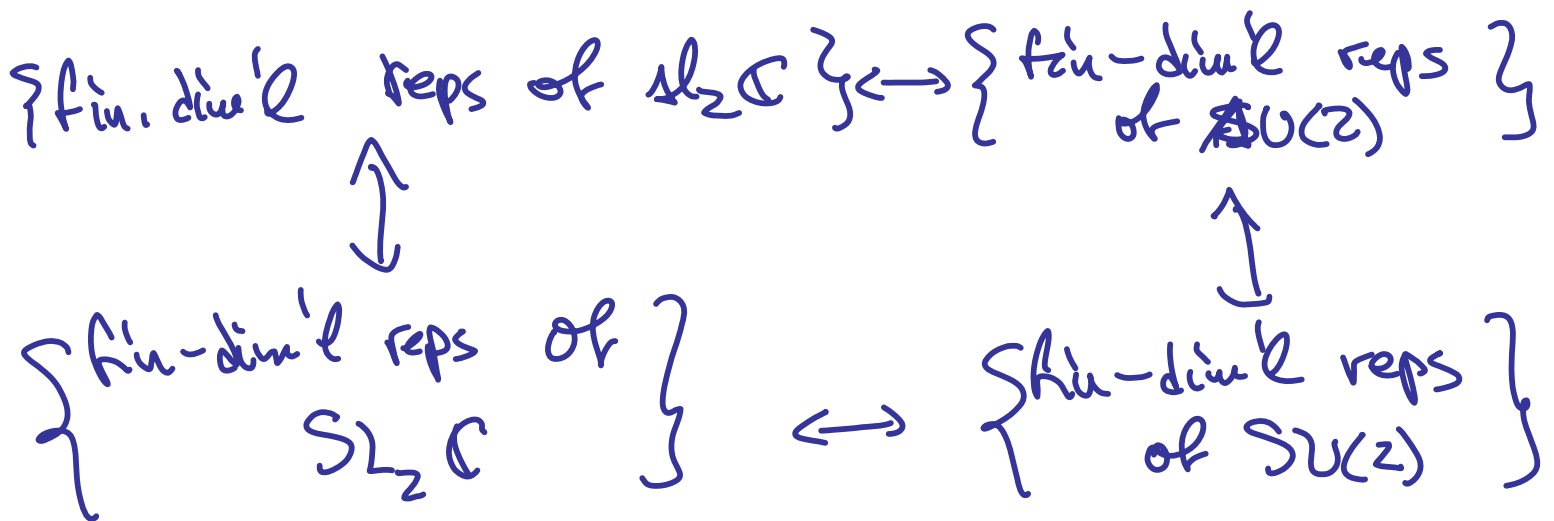 {fin. dim'l reps of sl₂ℂ} ↔ {fin-dim'l reps
of su(2)}
↕ ↕
{fin-dim'l reps of
SL₂ℂ} ↔ {fin-dim'l reps
of SU(2)}